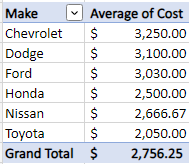 Make Average of Cost
Chevrolet $ 3,250.00
Dodge $ 3,100.00
Ford $ 3,030.00
Honda $ 2,500.00
Nissan $ 2,666.67
Toyota $ 2,050.00
Grand Total $ 2,756.25